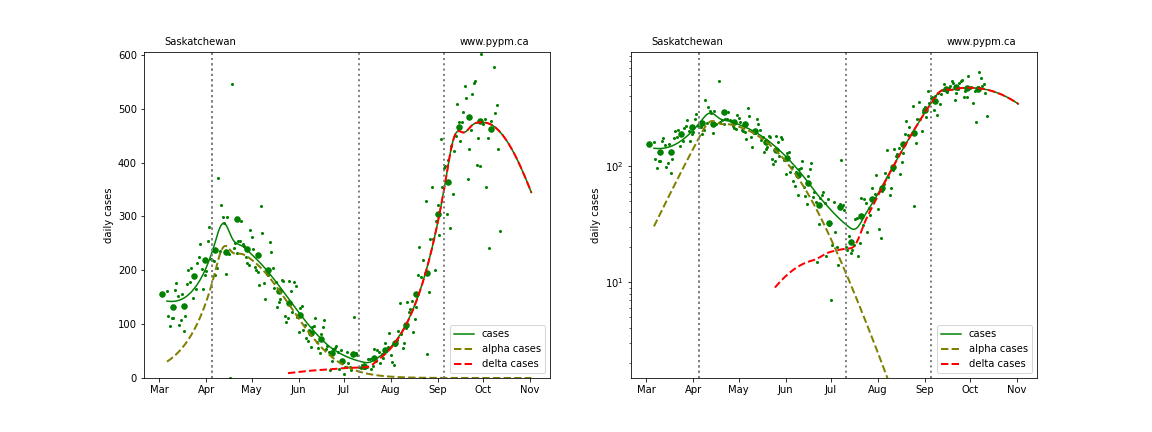 Saskatchewan www.pypm.ca
600
500
400
300
200
100
0
daily cases
cases
alpha cases
delta cases
Mar Apr May Jun Jul Aug Sep Oct Nov
Saskatchewan www.pypm.ca
10²
10¹
daily cases
cases
alpha cases
delta cases
Mar Apr May Jun Jul Aug Sep Oct Nov